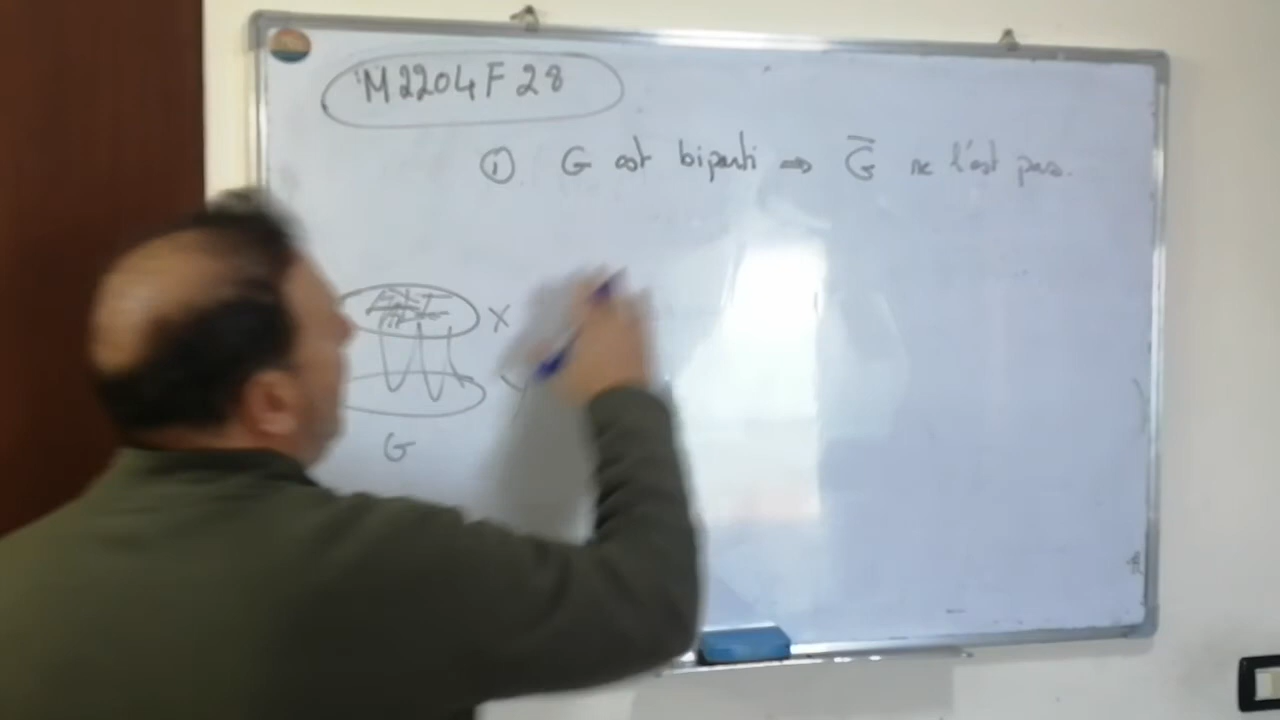 M2204F28
① G est biparti ⇒ G̅ ne l'est pas.
X
G